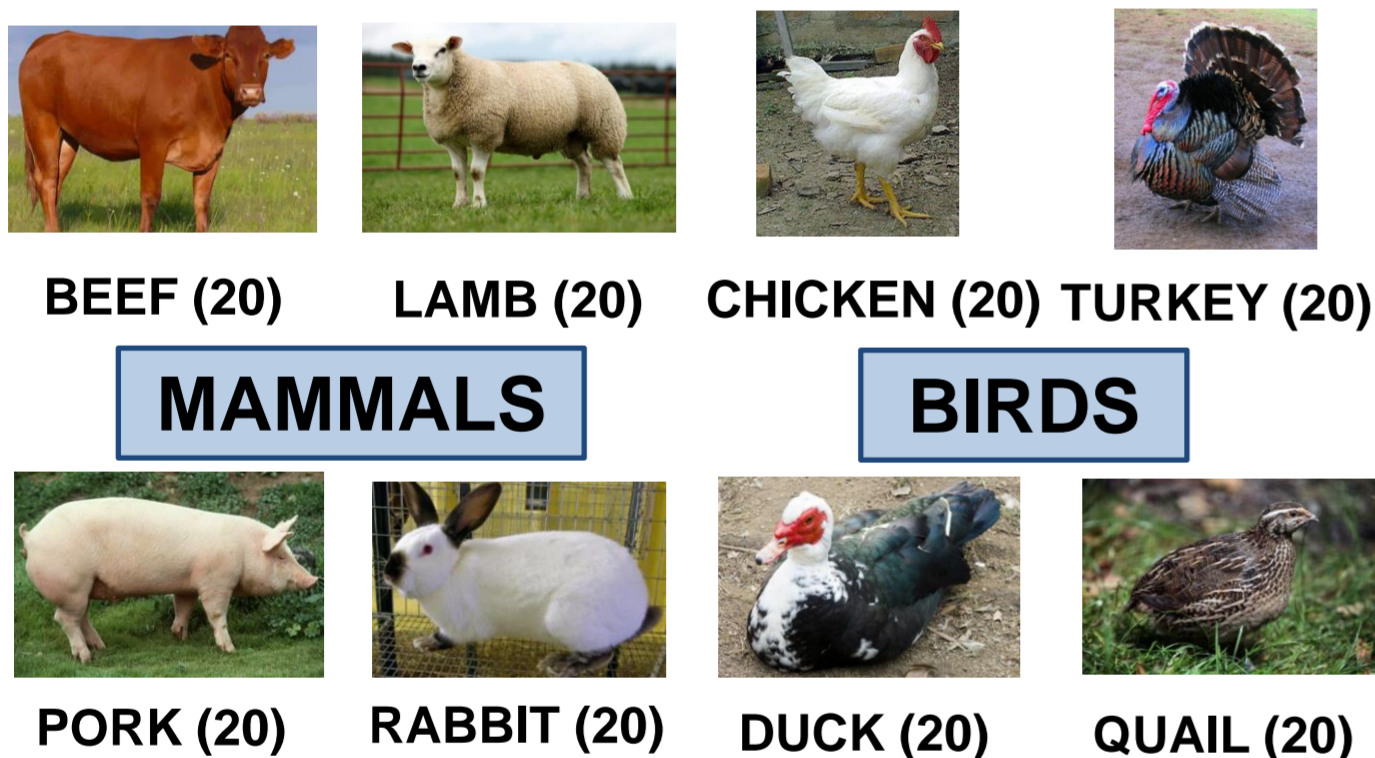 BEEF (20) LAMB (20) CHICKEN (20) TURKEY (20)
MAMMALS BIRDS
PORK (20) RABBIT (20) DUCK (20) QUAIL (20)